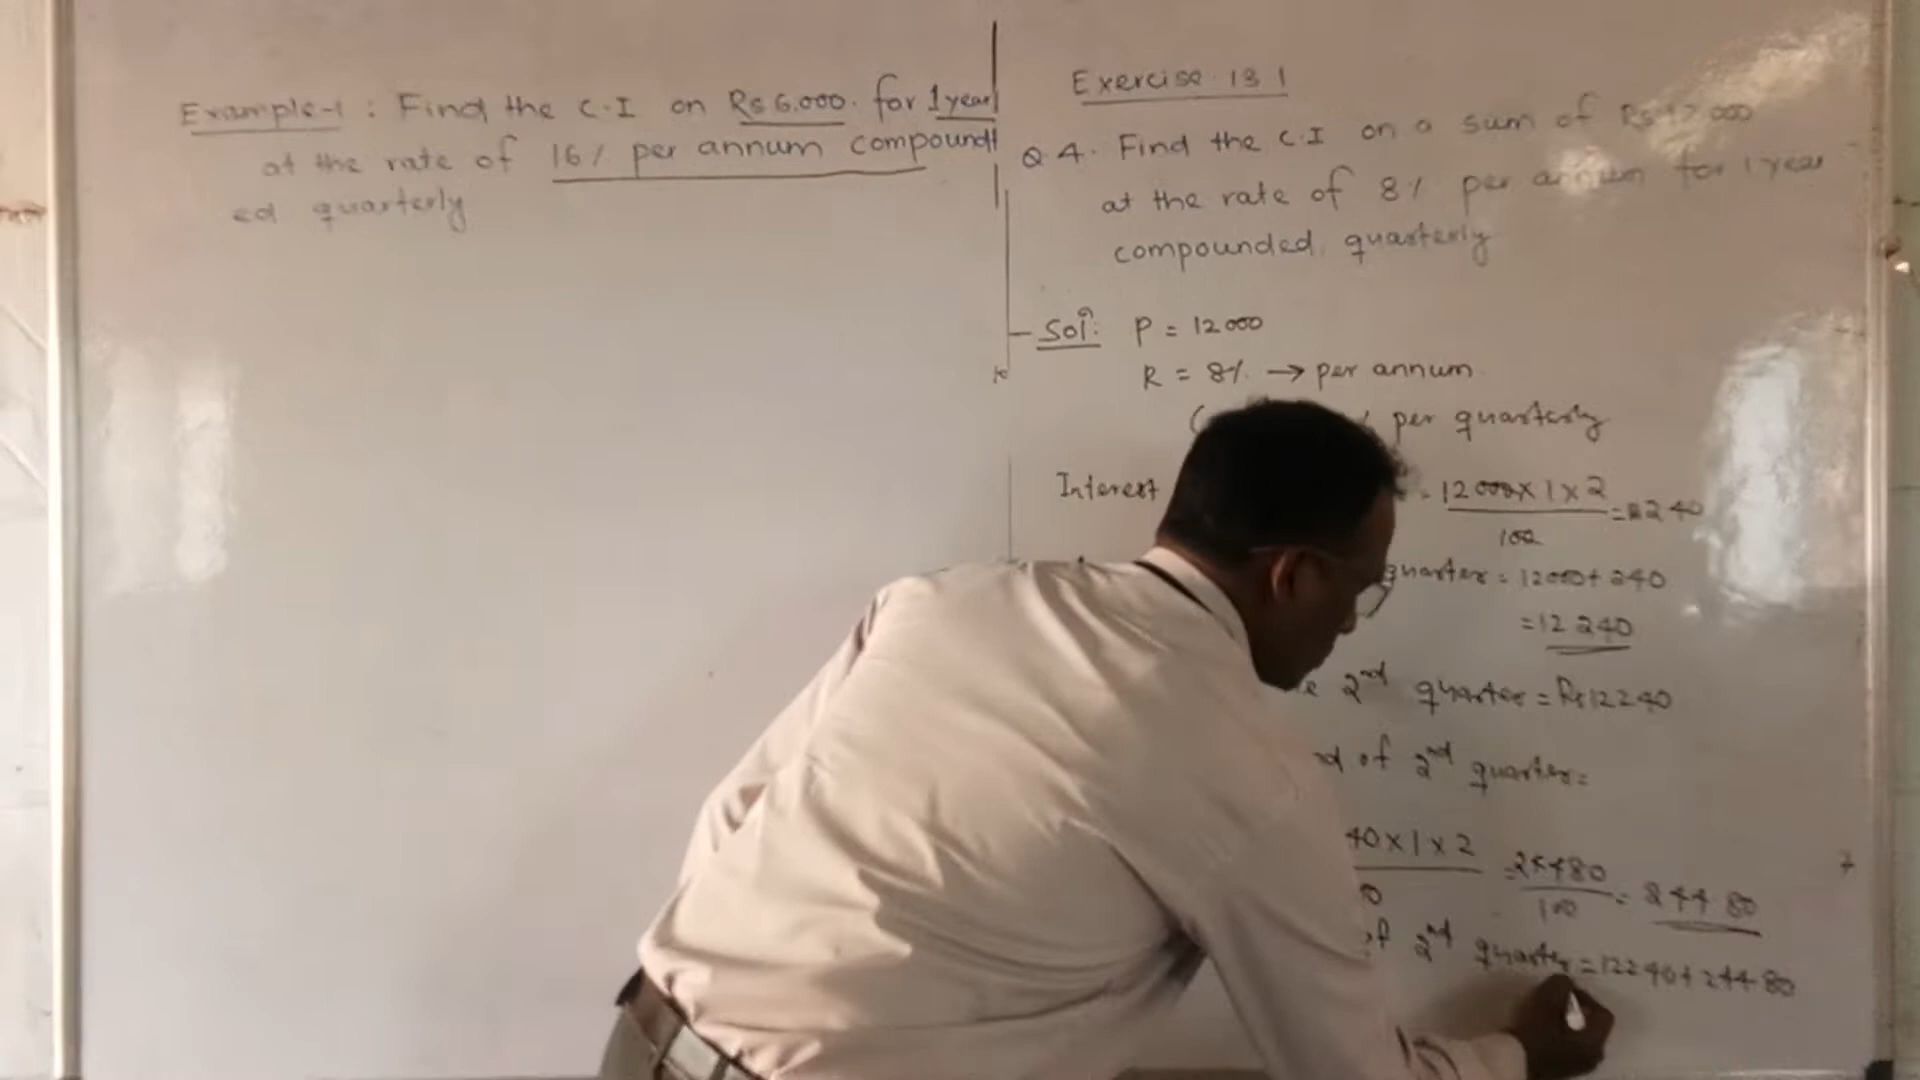 Example-1 : Find the C.I on Rs 6.000. for 1 year
at the rate of 16% per annum compound
ed quarterly
Exercise 13.1
Q.4. Find the C.I on a sum of Rs 12000
at the rate of 8% per annum for 1 year
compounded quarterly
Sol: P = 12000
R = 8% → per annum
per quarterly
Interest = 12000 x 1 x 2
100
= 240
quarter = 12000 + 240
= 12240
2nd quarter = Rs 12240
of 2nd quarter =
40 x 1 x 2
= 24480
100
= 244.80
of 2nd quarter = 12240 + 244.80